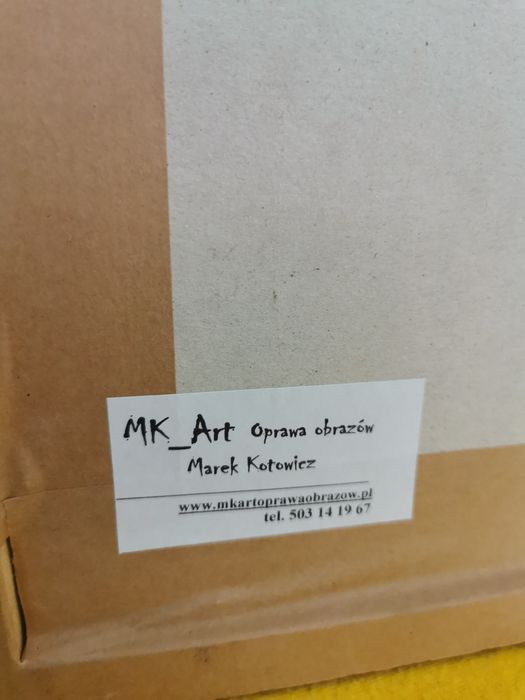 MK_Art Oprawa obrazów
Marek Kotowicz
www.mkartoprawaobrazow.pl
tel. 503 14 19 67